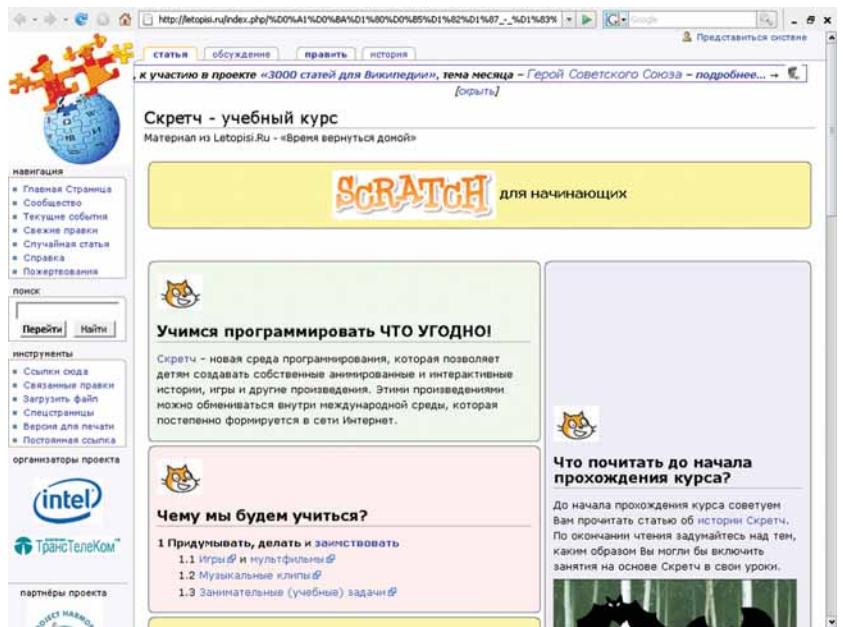 http://letopisi.ru/index.php/%D0%A1%D0%BA%D1%80%D0%B5%D1%82%D1%87_-_%D1%83%
Google
Представиться системе
статья обсуждение править история
, к участию в проекте «3000 статей для Википедии», тема месяца – Герой Советского Союза – подробнее... →
[скрыть]
Скретч - учебный курс
Материал из Letopisi.Ru - «Время вернуться домой»
SCRATCH для начинающих
навигация
Главная Страница
Сообщество
Текущие события
Свежие правки
Случайная статья
Справка
Пожертвования
поиск
Перейти Найти
инструменты
Ссылки сюда
Связанные правки
Загрузить файл
Спецстраницы
Версия для печати
Постоянная ссылка
организаторы проекта
intel
ТрансТелеКом
партнёры проекта
Учимся программировать ЧТО УГОДНО!
Скретч – новая среда программирования, которая позволяет
детям создавать собственные анимированные и интерактивные
истории, игры и другие произведения. Этими произведениями
можно обмениваться внутри международной среды, которая
постепенно формируется в сети Интернет.
Чему мы будем учиться?
1 Придумывать, делать и заимствовать
1.1 Игры и мультфильмы
1.2 Музыкальные клипы
1.3 Занимательные (учебные) задачи
Что почитать до начала
прохождения курса?
До начала прохождения курса советуем
Вам прочитать статью об истории Скретч.
По окончании чтения задумайтесь над тем,
каким образом Вы могли бы включить
занятия на основе Скретч в свои уроки.